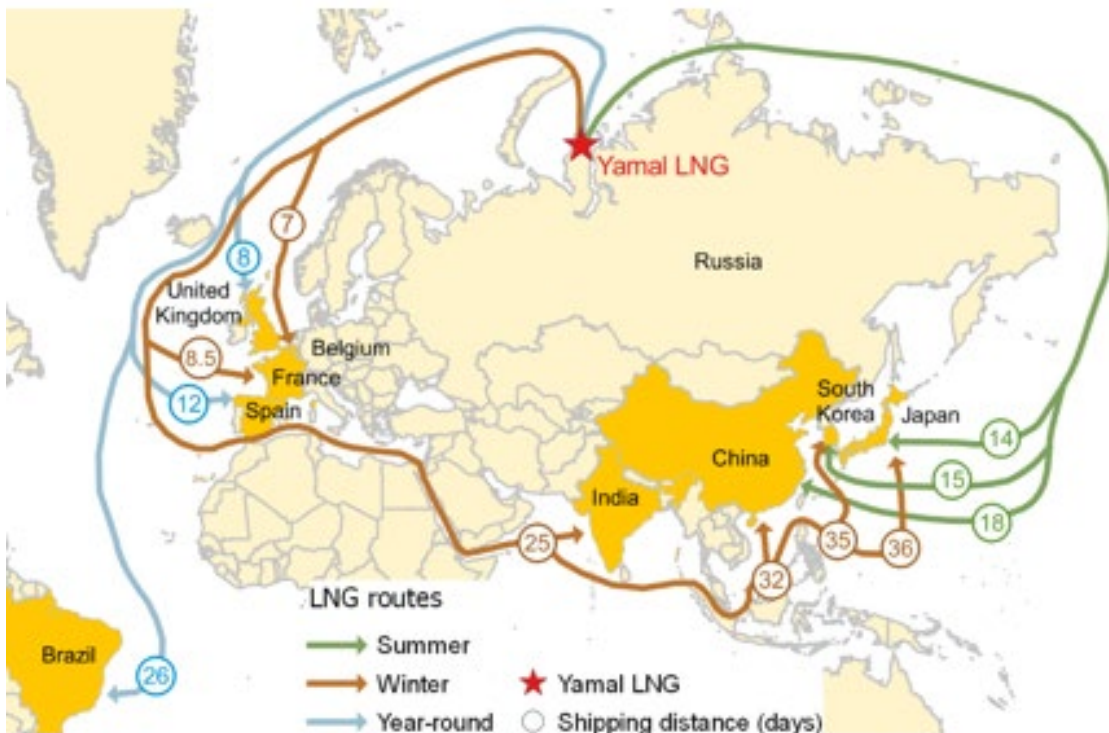 Yamal LNG
7
Russia
8
United
Kingdom
Belgium
8.5
France
12
Spain
South
Korea
Japan
14
China
15
India
18
25
35
36
32
LNG routes
Summer
Brazil
26
Winter
Yamal LNG
Year-round
Shipping distance (days)